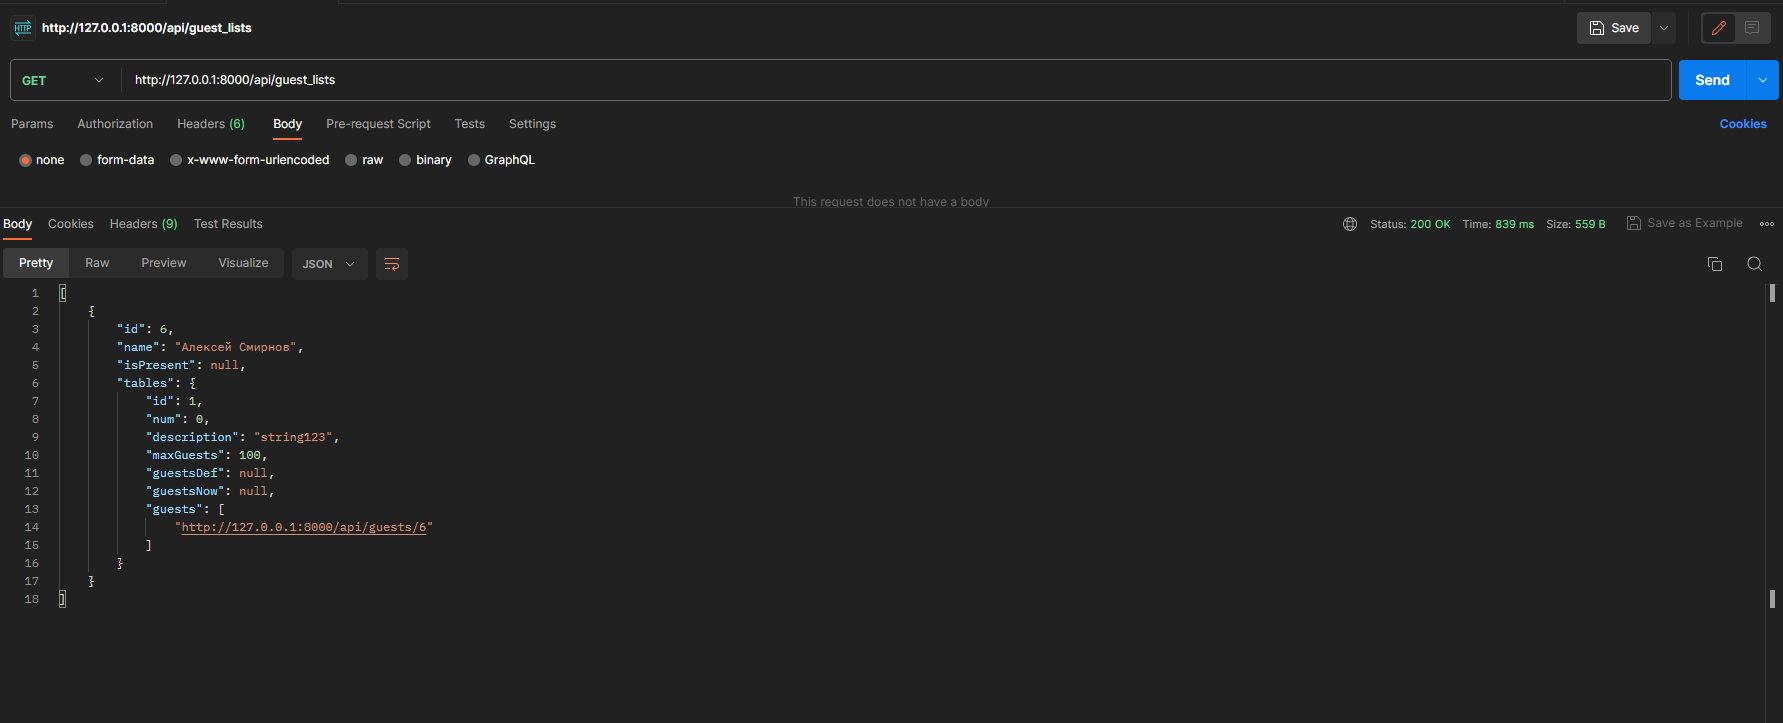 HTTP http://127.0.0.1:8000/api/guest_lists Save
GET http://127.0.0.1:8000/api/guest_lists Send
Params Authorization Headers (6) Body Pre-request Script Tests Settings Cookies
none form-data x-www-form-urlencoded raw binary GraphQL
This request does not have a body
Body Cookies Headers (9) Test Results Status: 200 OK Time: 839 ms Size: 559 B Save as Example
Pretty Raw Preview Visualize JSON
1 [
2 {
3 "id": 6,
4 "name": "Алексей Смирнов",
5 "isPresent": null,
6 "tables": {
7 "id": 1,
8 "num": 0,
9 "description": "string123",
10 "maxGuests": 100,
11 "guestsDef": null,
12 "guestsNow": null,
13 "guests": [
14 "http://127.0.0.1:8000/api/guests/6"
15 ]
16 }
17 }
18 ]